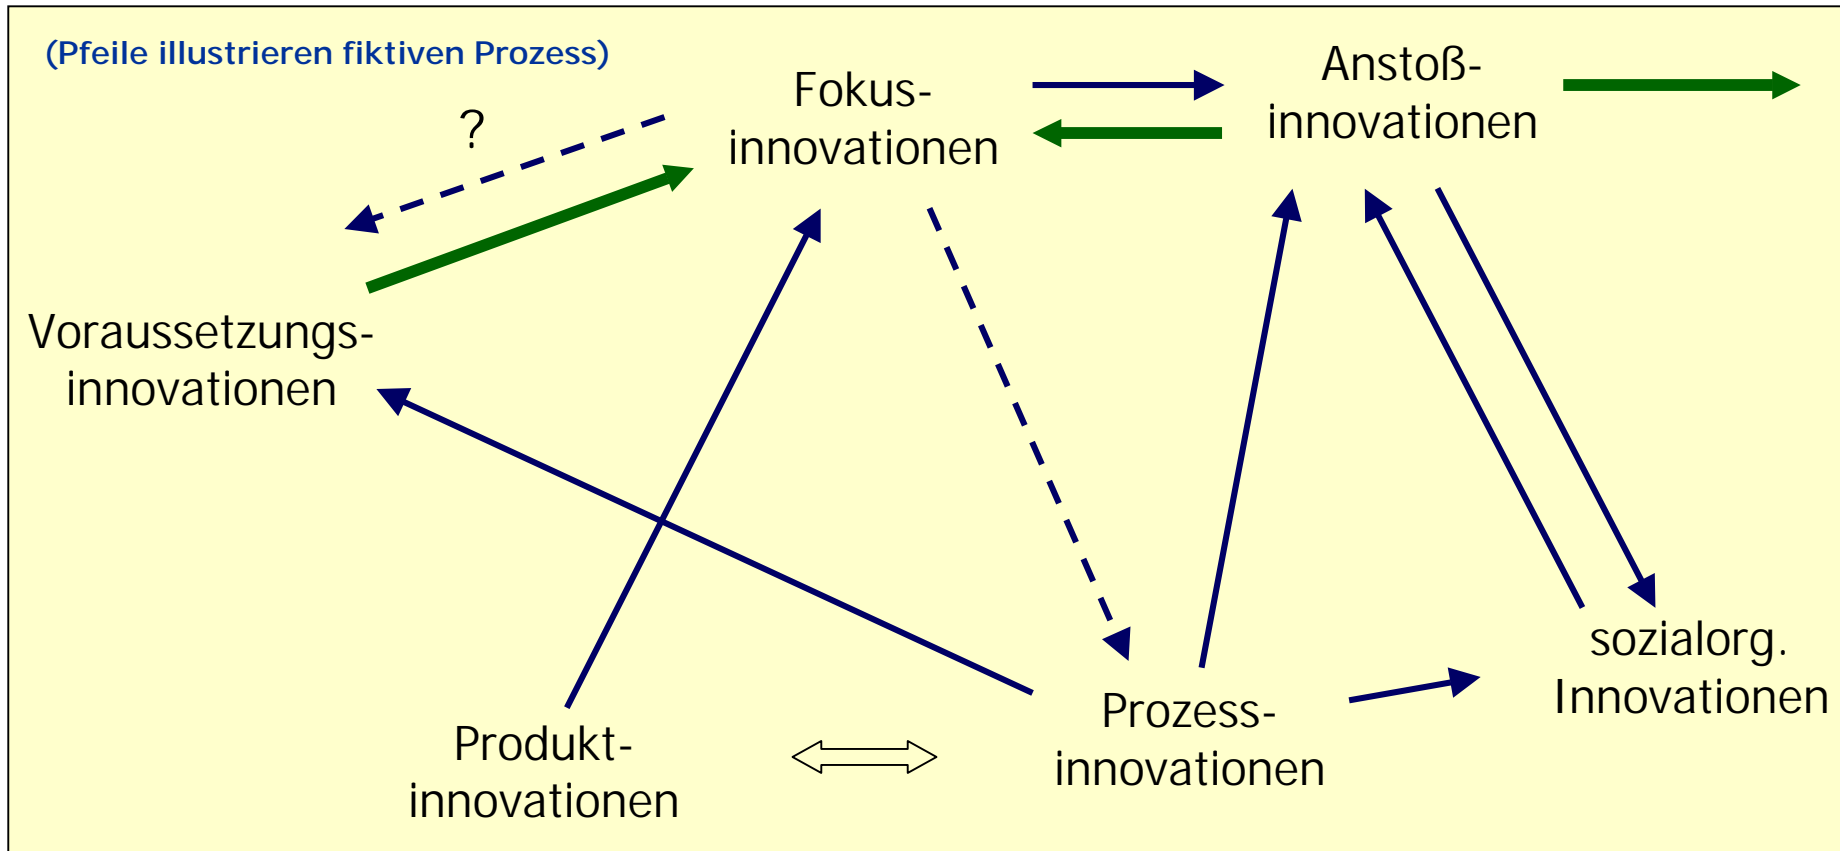 (Pfeile illustrieren fiktiven Prozess)
?
Fokus-
innovationen
Anstoß-
innovationen
Voraussetzungs-
innovationen
Produkt-
innovationen
Prozess-
innovationen
sozialorg.
Innovationen